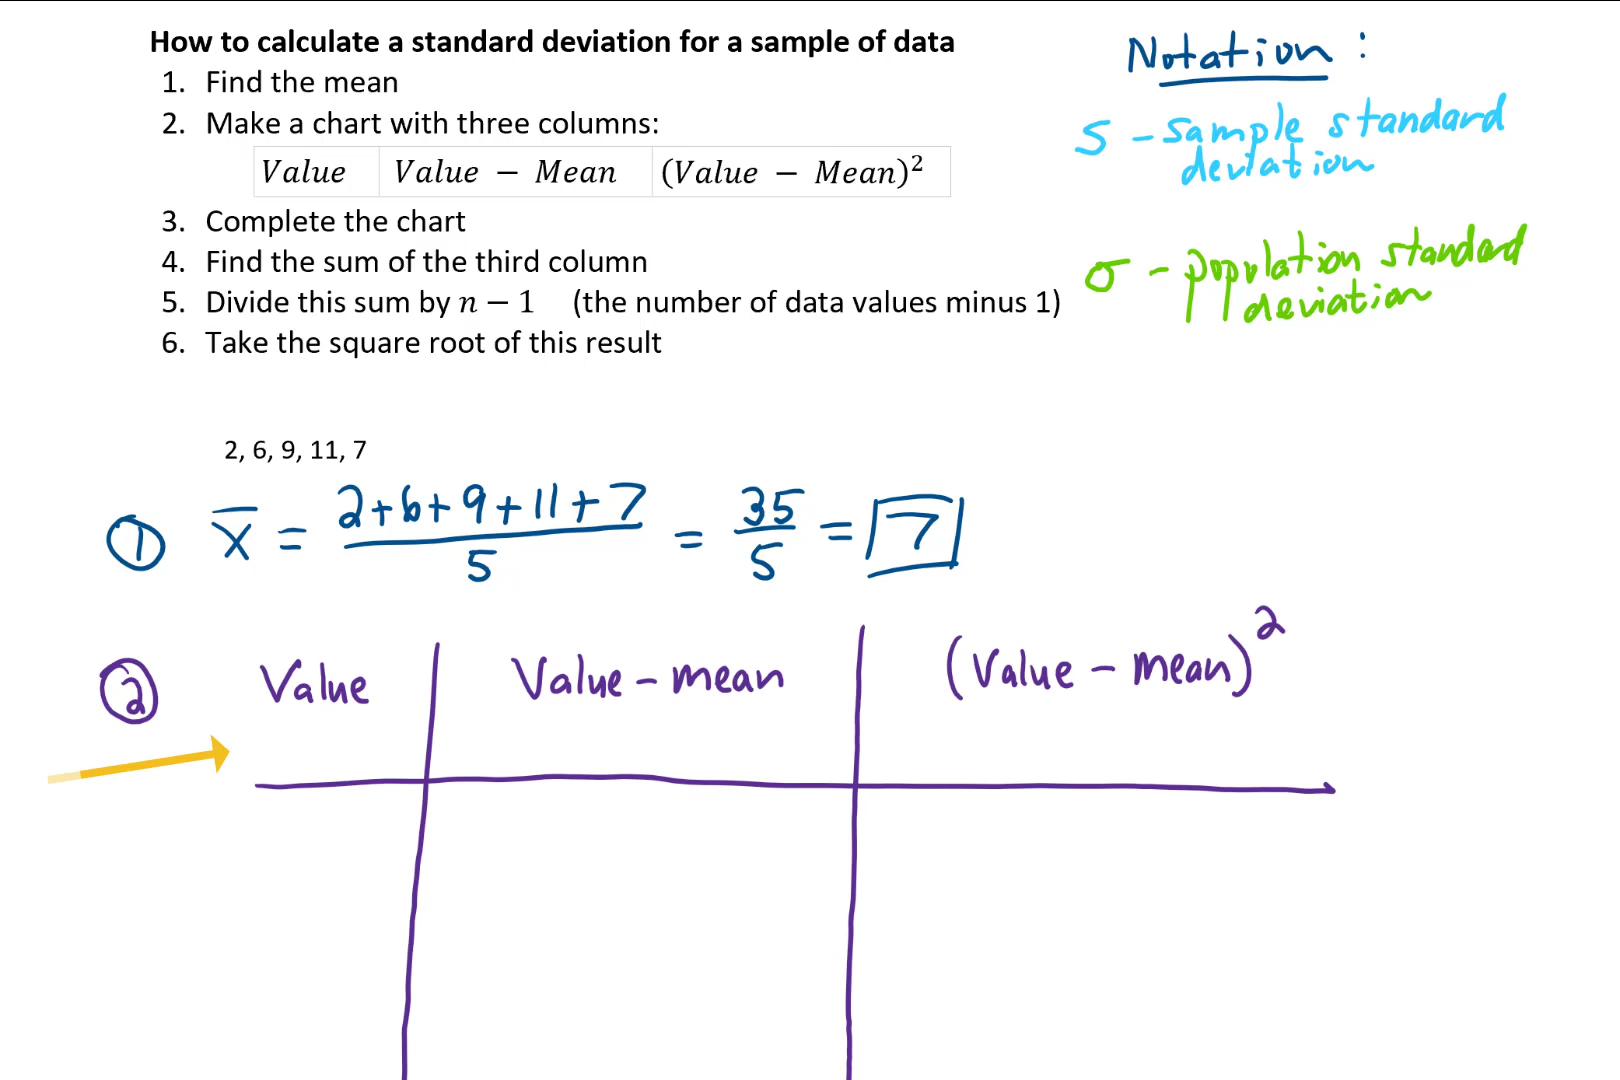 How to calculate a standard deviation for a sample of data
1. Find the mean
2. Make a chart with three columns:
Value Value − Mean (Value − Mean)²
3. Complete the chart
4. Find the sum of the third column
5. Divide this sum by n − 1 (the number of data values minus 1)
6. Take the square root of this result
Notation:
S - Sample standard
deviation
σ - population standard
deviation
2, 6, 9, 11, 7
① x̅ = (2+6+9+11+7)/5 = 35/5 = 7
② Value Value - mean (Value - mean)²